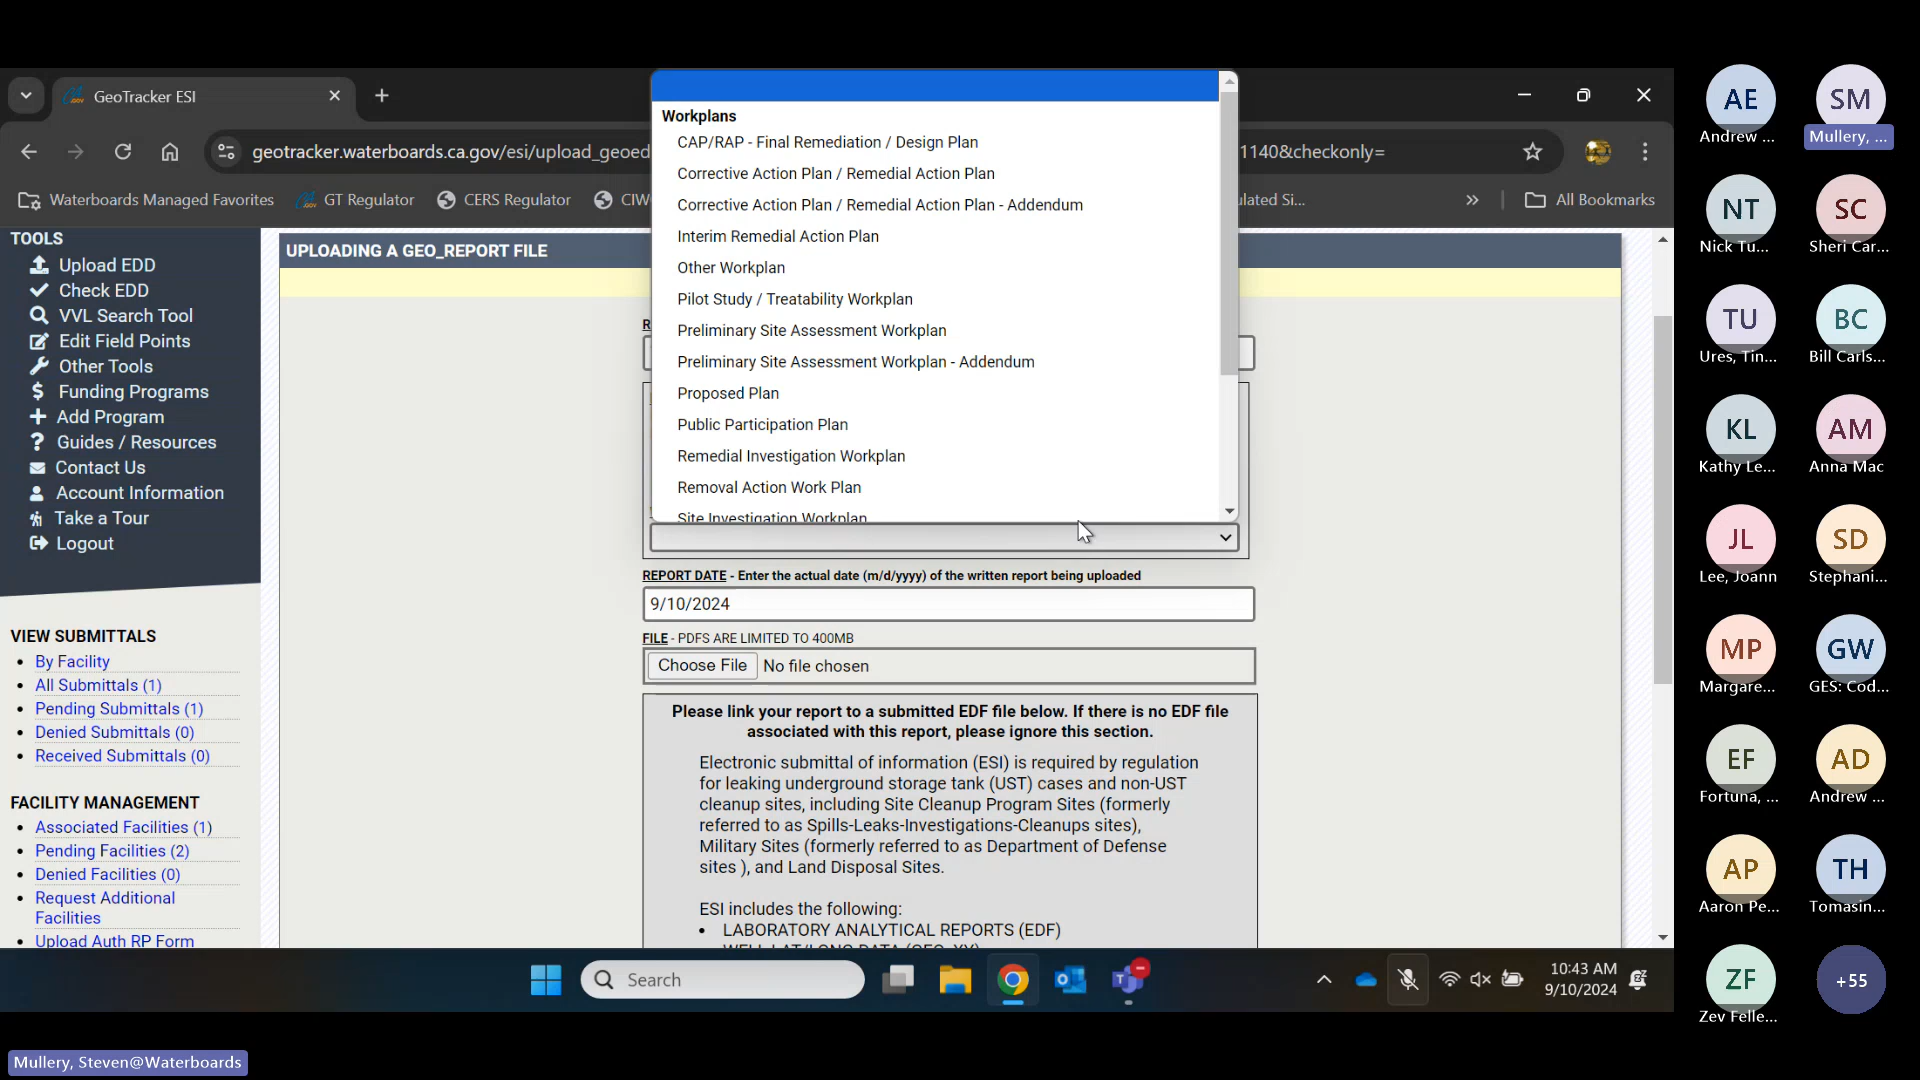 GeoTracker ESI
geotracker.waterboards.ca.gov/esi/upload_geoed
1140&checkonly=
Waterboards Managed Favorites
GT Regulator
CERS Regulator
ulated Si...
All Bookmarks
TOOLS
Upload EDD
Check EDD
VVL Search Tool
Edit Field Points
Other Tools
Funding Programs
Add Program
Guides / Resources
Contact Us
Account Information
Take a Tour
Logout
VIEW SUBMITTALS
By Facility
All Submittals (1)
Pending Submittals (1)
Denied Submittals (0)
Received Submittals (0)
FACILITY MANAGEMENT
Associated Facilities (1)
Pending Facilities (2)
Denied Facilities (0)
Request Additional
Facilities
Upload Auth RP Form
UPLOADING A GEO_REPORT FILE
Workplans
CAP/RAP - Final Remediation / Design Plan
Corrective Action Plan / Remedial Action Plan
Corrective Action Plan / Remedial Action Plan - Addendum
Interim Remedial Action Plan
Other Workplan
Pilot Study / Treatability Workplan
Preliminary Site Assessment Workplan
Preliminary Site Assessment Workplan - Addendum
Proposed Plan
Public Participation Plan
Remedial Investigation Workplan
Removal Action Work Plan
Site Investigation Workplan
REPORT DATE - Enter the actual date (m/d/yyyy) of the written report being uploaded
9/10/2024
FILE - PDFS ARE LIMITED TO 400MB
Choose File No file chosen
Please link your report to a submitted EDF file below. If there is no EDF file
associated with this report, please ignore this section.
Electronic submittal of information (ESI) is required by regulation
for leaking underground storage tank (UST) cases and non-UST
cleanup sites, including Site Cleanup Program Sites (formerly
referred to as Spills-Leaks-Investigations-Cleanups sites),
Military Sites (formerly referred to as Department of Defense
sites ), and Land Disposal Sites.
ESI includes the following:
• LABORATORY ANALYTICAL REPORTS (EDF)
Search
10:43 AM
9/10/2024
AE
Andrew ...
SM
Mullery, ...
NT
Nick Tu...
SC
Sheri Car...
TU
Ures, Tin...
BC
Bill Carls...
KL
Kathy Le...
AM
Anna Mac
JL
Lee, Joann
SD
Stephani...
MP
Margare...
GW
GES: Cod...
EF
Fortuna, ...
AD
Andrew ...
AP
Aaron Pe...
TH
Tomasin...
ZF
Zev Felle...
+55
Mullery, Steven@Waterboards